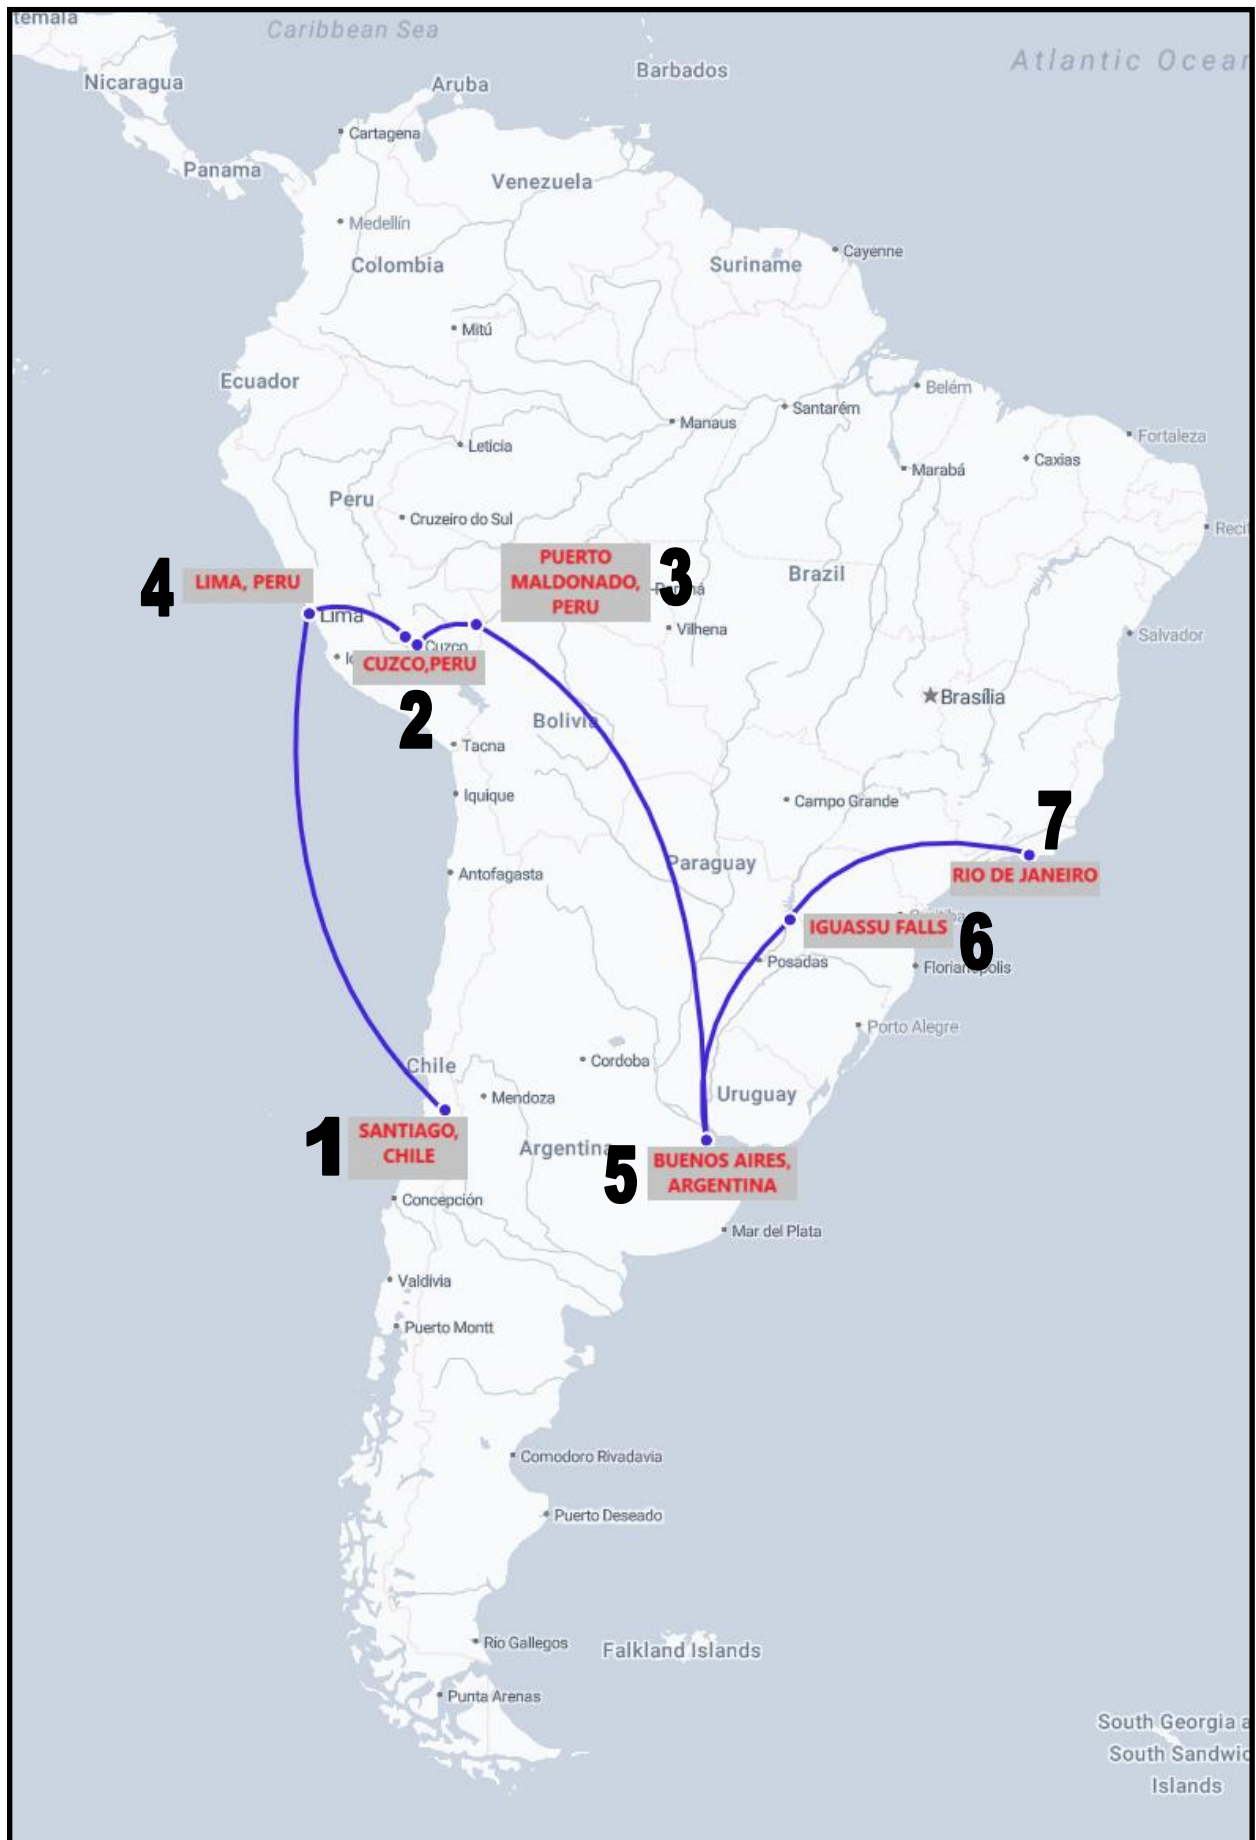 temala
Caribbean Sea
Atlantic Ocean
Nicaragua
Aruba
Barbados
Cartagena
Panama
Venezuela
Medellín
Colombia
Suriname
Cayenne
Mitú
Ecuador
Belém
Santarém
Manaus
Fortaleza
Leticia
Caxias
Marabá
Peru
Cruzeiro do Sul
Reci
4
LIMA, PERU
PUERTO
MALDONADO,
PERU
3
Brazil
Lima
Vilhena
Salvador
Cuzco
CUZCO,PERU
2
Brasília
Bolivia
Tacna
Iquique
Campo Grande
7
Paraguay
Antofagasta
RIO DE JANEIRO
IGUASSU FALLS
6
Posadas
Florianópolis
Porto Alegre
Chile
Cordoba
Mendoza
Uruguay
1
SANTIAGO,
CHILE
Argentina
5
BUENOS AIRES,
ARGENTINA
Concepción
Mar del Plata
Valdivia
Puerto Montt
Comodoro Rivadavia
Puerto Deseado
Río Gallegos
Falkland Islands
Punta Arenas
South Georgia a
South Sandwic
Islands